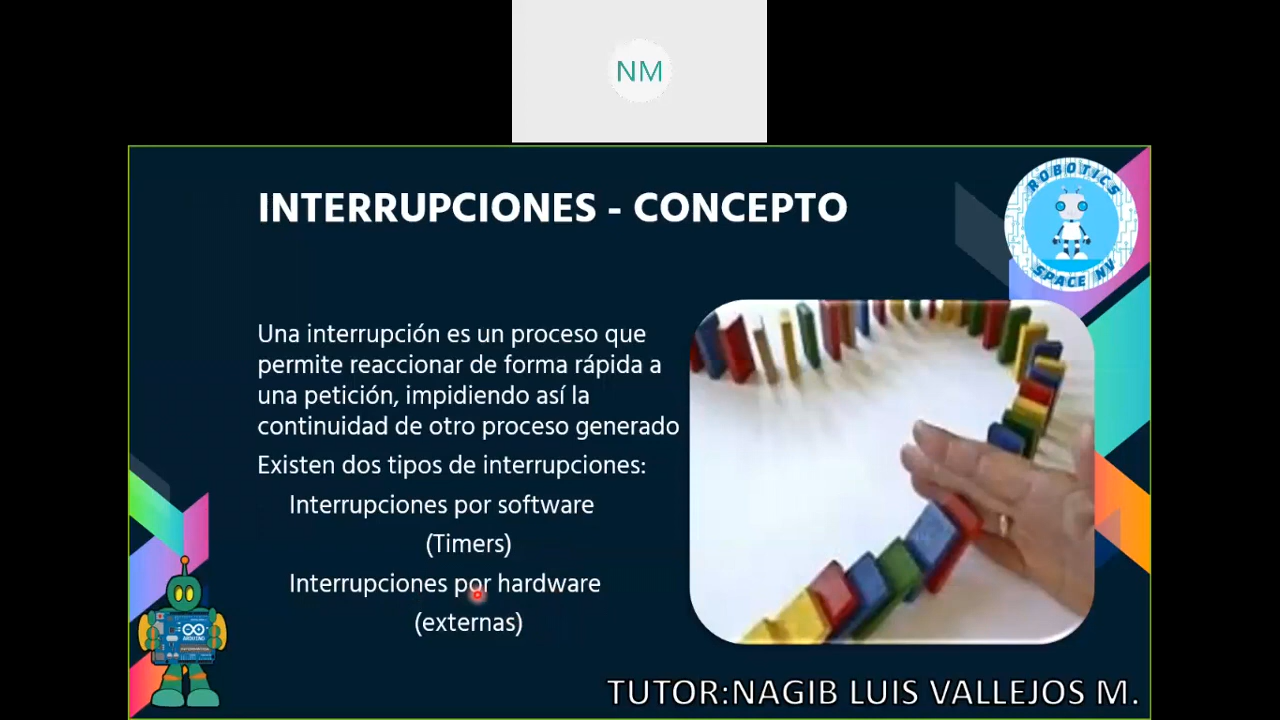 NM
INTERRUPCIONES - CONCEPTO
ROBOTICS
SPACE NV
Una interrupción es un proceso que
permite reaccionar de forma rápida a
una petición, impidiendo así la
continuidad de otro proceso generado
Existen dos tipos de interrupciones:
Interrupciones por software
(Timers)
Interrupciones por hardware
(externas)
ARDUINO
TUTOR:NAGIB LUIS VALLEJOS M.